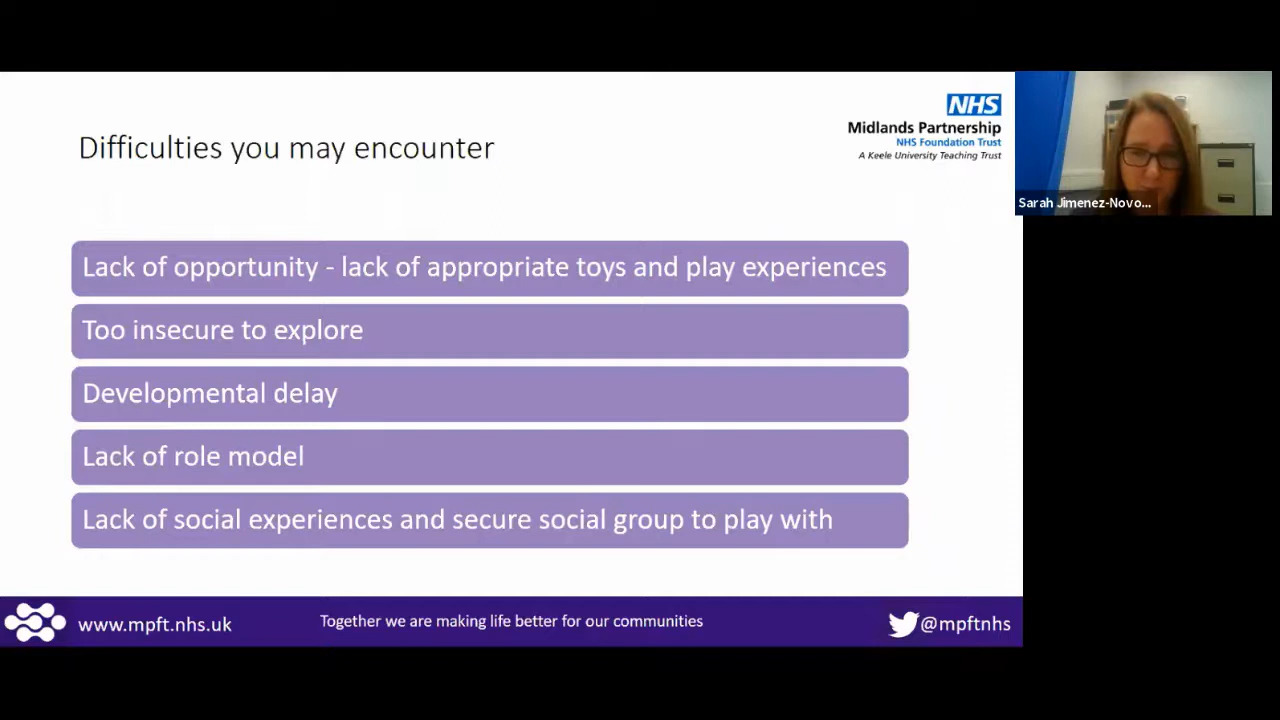 NHS
Midlands Partnership
NHS Foundation Trust
A Keele University Teaching Trust
Difficulties you may encounter
Sarah Jimenez-Novo...
Lack of opportunity - lack of appropriate toys and play experiences
Too insecure to explore
Developmental delay
Lack of role model
Lack of social experiences and secure social group to play with
www.mpft.nhs.uk
Together we are making life better for our communities
@mpftnhs